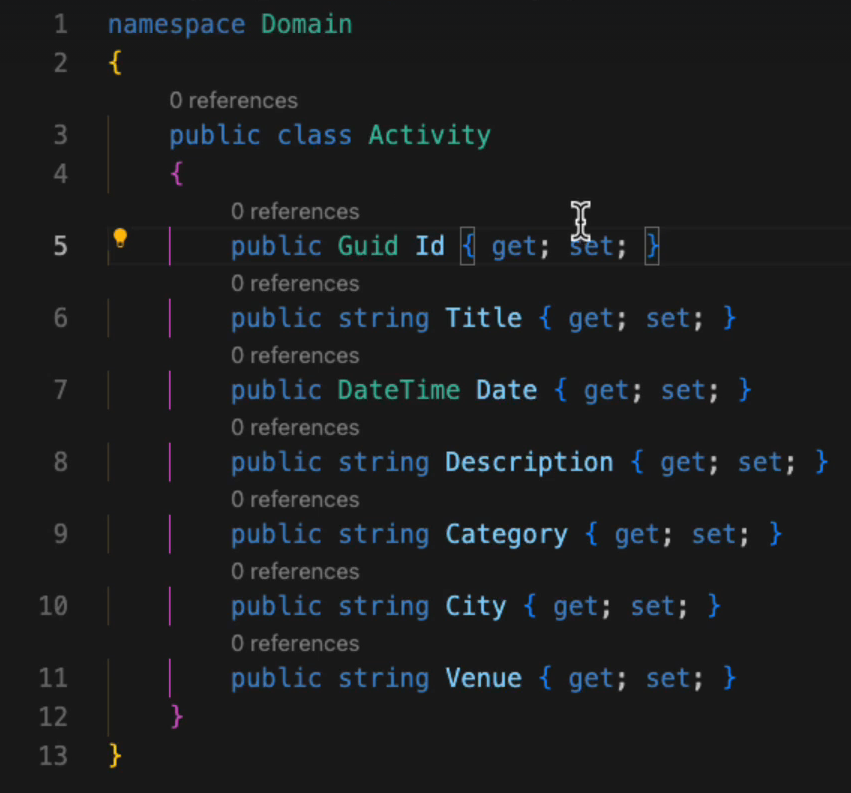 1 namespace Domain
2 {
0 references
3 public class Activity
4 {
0 references
5 public Guid Id { get; set; }
0 references
6 public string Title { get; set; }
0 references
7 public DateTime Date { get; set; }
0 references
8 public string Description { get; set; }
0 references
9 public string Category { get; set; }
0 references
10 public string City { get; set; }
0 references
11 public string Venue { get; set; }
12 }
13 }